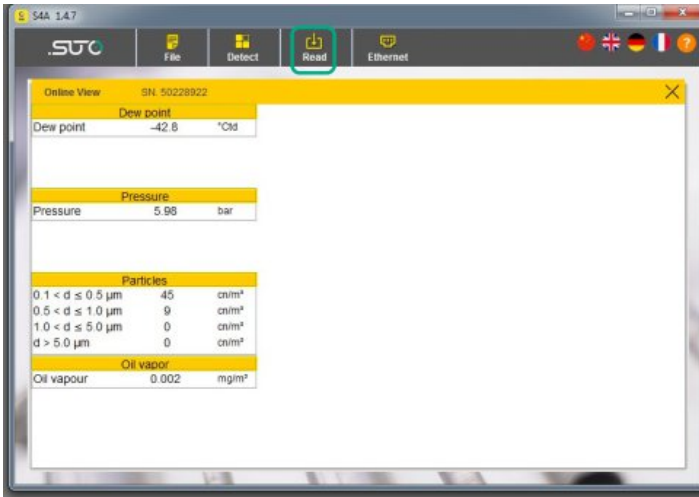 S4A 1.4.7
.SUTO File Detect Read Ethernet
Online View SN. 50228922
Dew point
Dew point -42.8 °Ctd
Pressure
Pressure 5.98 bar
Particles
0.1 < d ≤ 0.5 µm 45 cn/m³
0.5 < d ≤ 1.0 µm 9 cn/m³
1.0 < d ≤ 5.0 µm 0 cn/m³
d > 5.0 µm 0 cn/m³
Oil vapor
Oil vapour 0.002 mg/m³